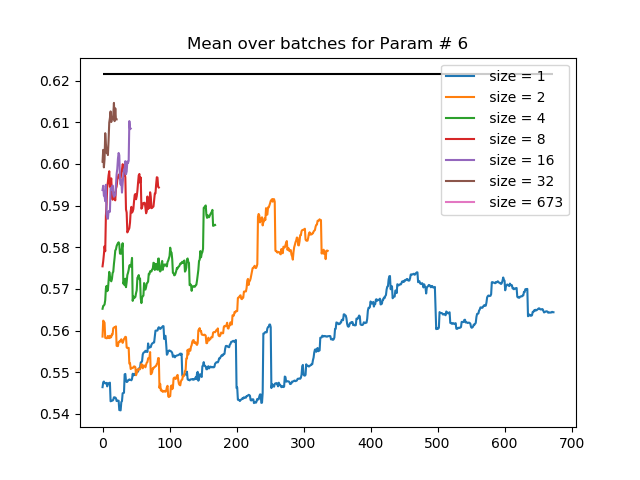 Mean over batches for Param # 6
0.62
0.61
0.60
0.59
0.58
0.57
0.56
0.55
0.54
size = 1
size = 2
size = 4
size = 8
size = 16
size = 32
size = 673
0 100 200 300 400 500 600 700